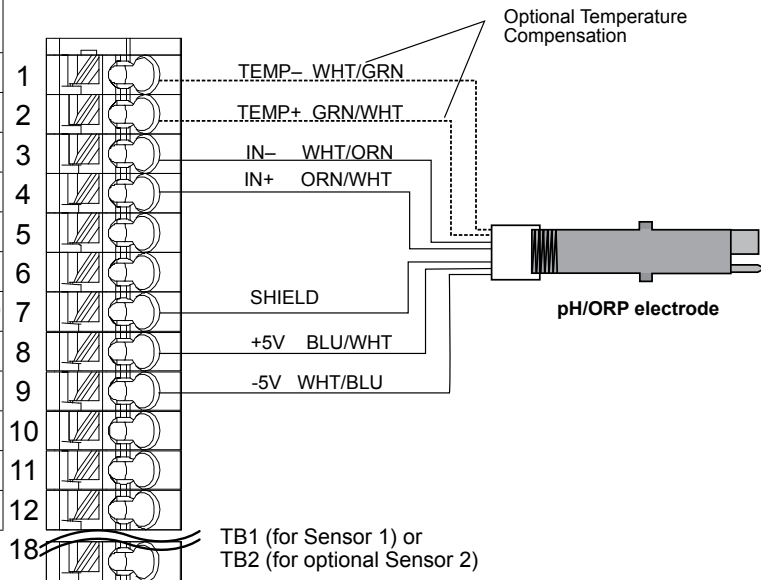 Optional Temperature
Compensation
1 TEMP– WHT/GRN
2 TEMP+ GRN/WHT
3 IN– WHT/ORN
4 IN+ ORN/WHT
5
6
7 SHIELD
pH/ORP electrode
8 +5V BLU/WHT
9 -5V WHT/BLU
10
11
12
18 TB1 (for Sensor 1) or
TB2 (for optional Sensor 2)